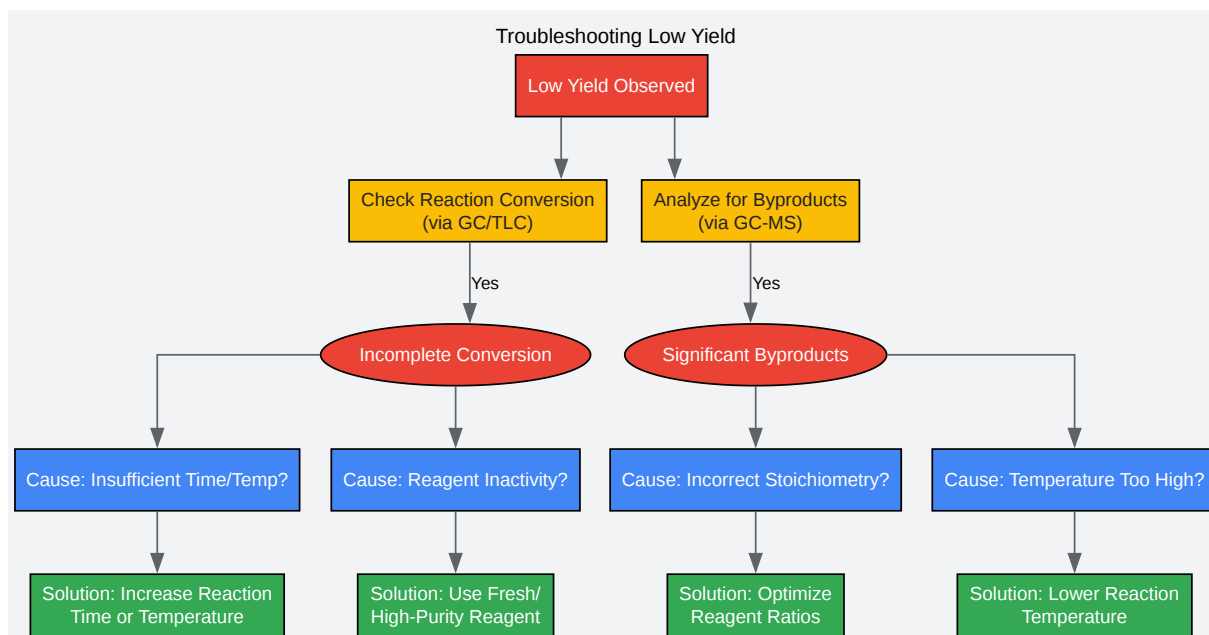 Troubleshooting Low Yield
Low Yield Observed
Check Reaction Conversion
(via GC/TLC)
Analyze for Byproducts
(via GC-MS)
Yes
Yes
Incomplete Conversion
Significant Byproducts
Cause: Insufficient Time/Temp?
Cause: Reagent Inactivity?
Cause: Incorrect Stoichiometry?
Cause: Temperature Too High?
Solution: Increase Reaction
Time or Temperature
Solution: Use Fresh/
High-Purity Reagent
Solution: Optimize
Reagent Ratios
Solution: Lower Reaction
Temperature